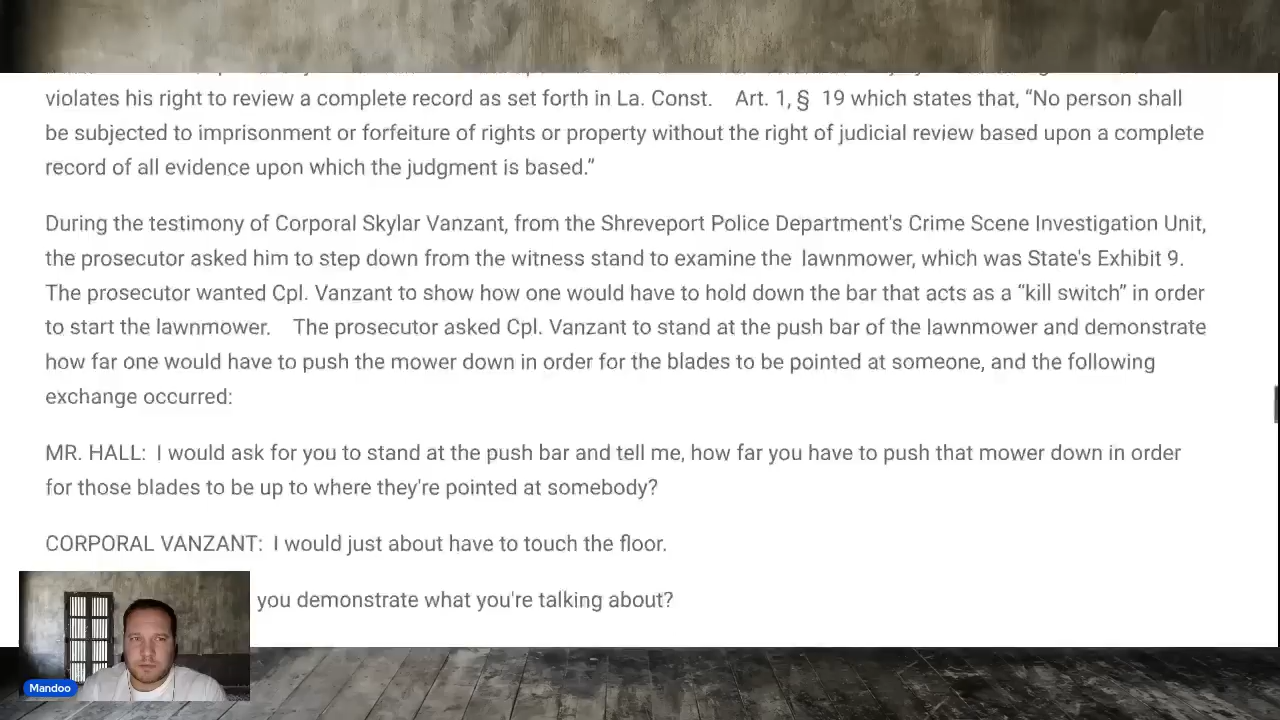 violates his right to review a complete record as set forth in La. Const. Art. 1, § 19 which states that, “No person shall
be subjected to imprisonment or forfeiture of rights or property without the right of judicial review based upon a complete
record of all evidence upon which the judgment is based.”
During the testimony of Corporal Skylar Vanzant, from the Shreveport Police Department's Crime Scene Investigation Unit,
the prosecutor asked him to step down from the witness stand to examine the lawnmower, which was State's Exhibit 9.
The prosecutor wanted Cpl. Vanzant to show how one would have to hold down the bar that acts as a “kill switch” in order
to start the lawnmower. The prosecutor asked Cpl. Vanzant to stand at the push bar of the lawnmower and demonstrate
how far one would have to push the mower down in order for the blades to be pointed at someone, and the following
exchange occurred:
MR. HALL: I would ask for you to stand at the push bar and tell me, how far you have to push that mower down in order
for those blades to be up to where they're pointed at somebody?
CORPORAL VANZANT: I would just about have to touch the floor.
you demonstrate what you're talking about?
Mandoo